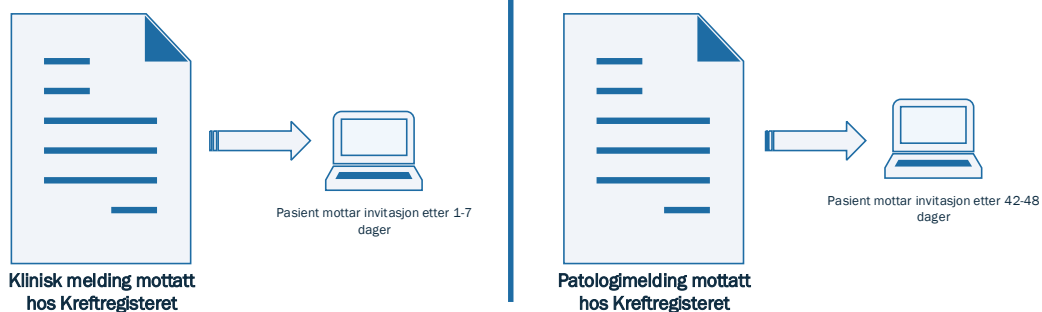 Pasient mottar invitasjon etter 1-7
dager
Klinisk melding mottatt
hos Kreftregisteret
Pasient mottar invitasjon etter 42-48
dager
Patologimelding mottatt
hos Kreftregisteret